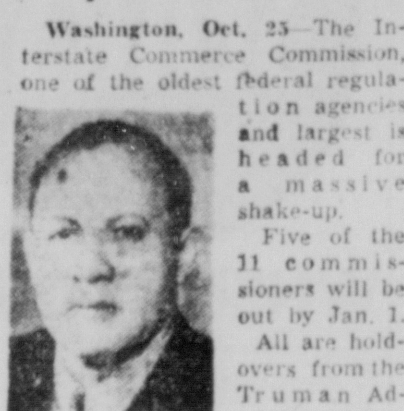 Washington, Oct. 25—The In-
terstate Commerce Commission,
one of the oldest federal regula-
tion agencies
and largest is
headed for
a massive
shake-up.
Five of the
11 commis-
sioners will be
out by Jan. 1.
All are hold-
overs from the
Truman Ad-